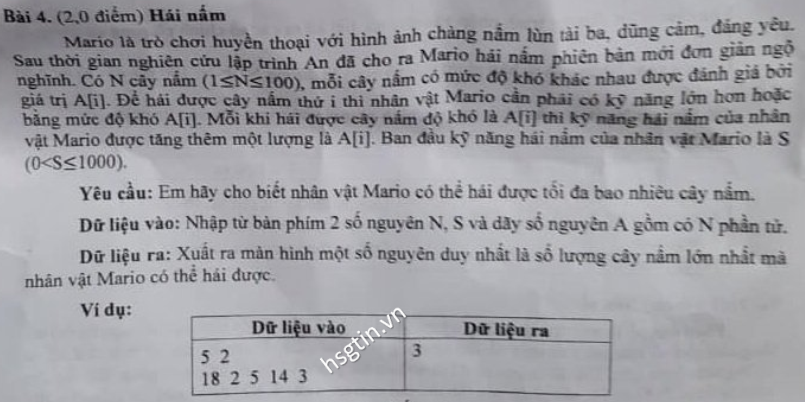 Bài 4. (2,0 điểm) Hái nấm
Mario là trò chơi huyền thoại với hình ảnh chàng nấm lùn tài ba, dũng cảm, đáng yêu.
Sau thời gian nghiên cứu lập trình An đã cho ra Mario hái nấm phiên bản mới đơn giản ngộ
nghĩnh. Có N cây nấm (1≤N≤100), mỗi cây nấm có mức độ khó khác nhau được đánh giá bởi
giá trị A[i]. Để hái được cây nấm thứ i thì nhân vật Mario cần phải có kỹ năng lớn hơn hoặc
bằng mức độ khó A[i]. Mỗi khi hái được cây nấm độ khó là A[i] thì kỹ năng hái nấm của nhân
vật Mario được tăng thêm một lượng là A[i]. Ban đầu kỹ năng hái nấm của nhân vật Mario là S
(0<S≤1000).
Yêu cầu: Em hãy cho biết nhân vật Mario có thể hái được tối đa bao nhiêu cây nấm.
Dữ liệu vào: Nhập từ bàn phím 2 số nguyên N, S và dãy số nguyên A gồm có N phần tử.
Dữ liệu ra: Xuất ra màn hình một số nguyên duy nhất là số lượng cây nấm lớn nhất mà
nhân vật Mario có thể hái được.
Ví dụ:
Dữ liệu vào Dữ liệu ra
5 2 3
18 2 5 14 3
hsgtin.vn